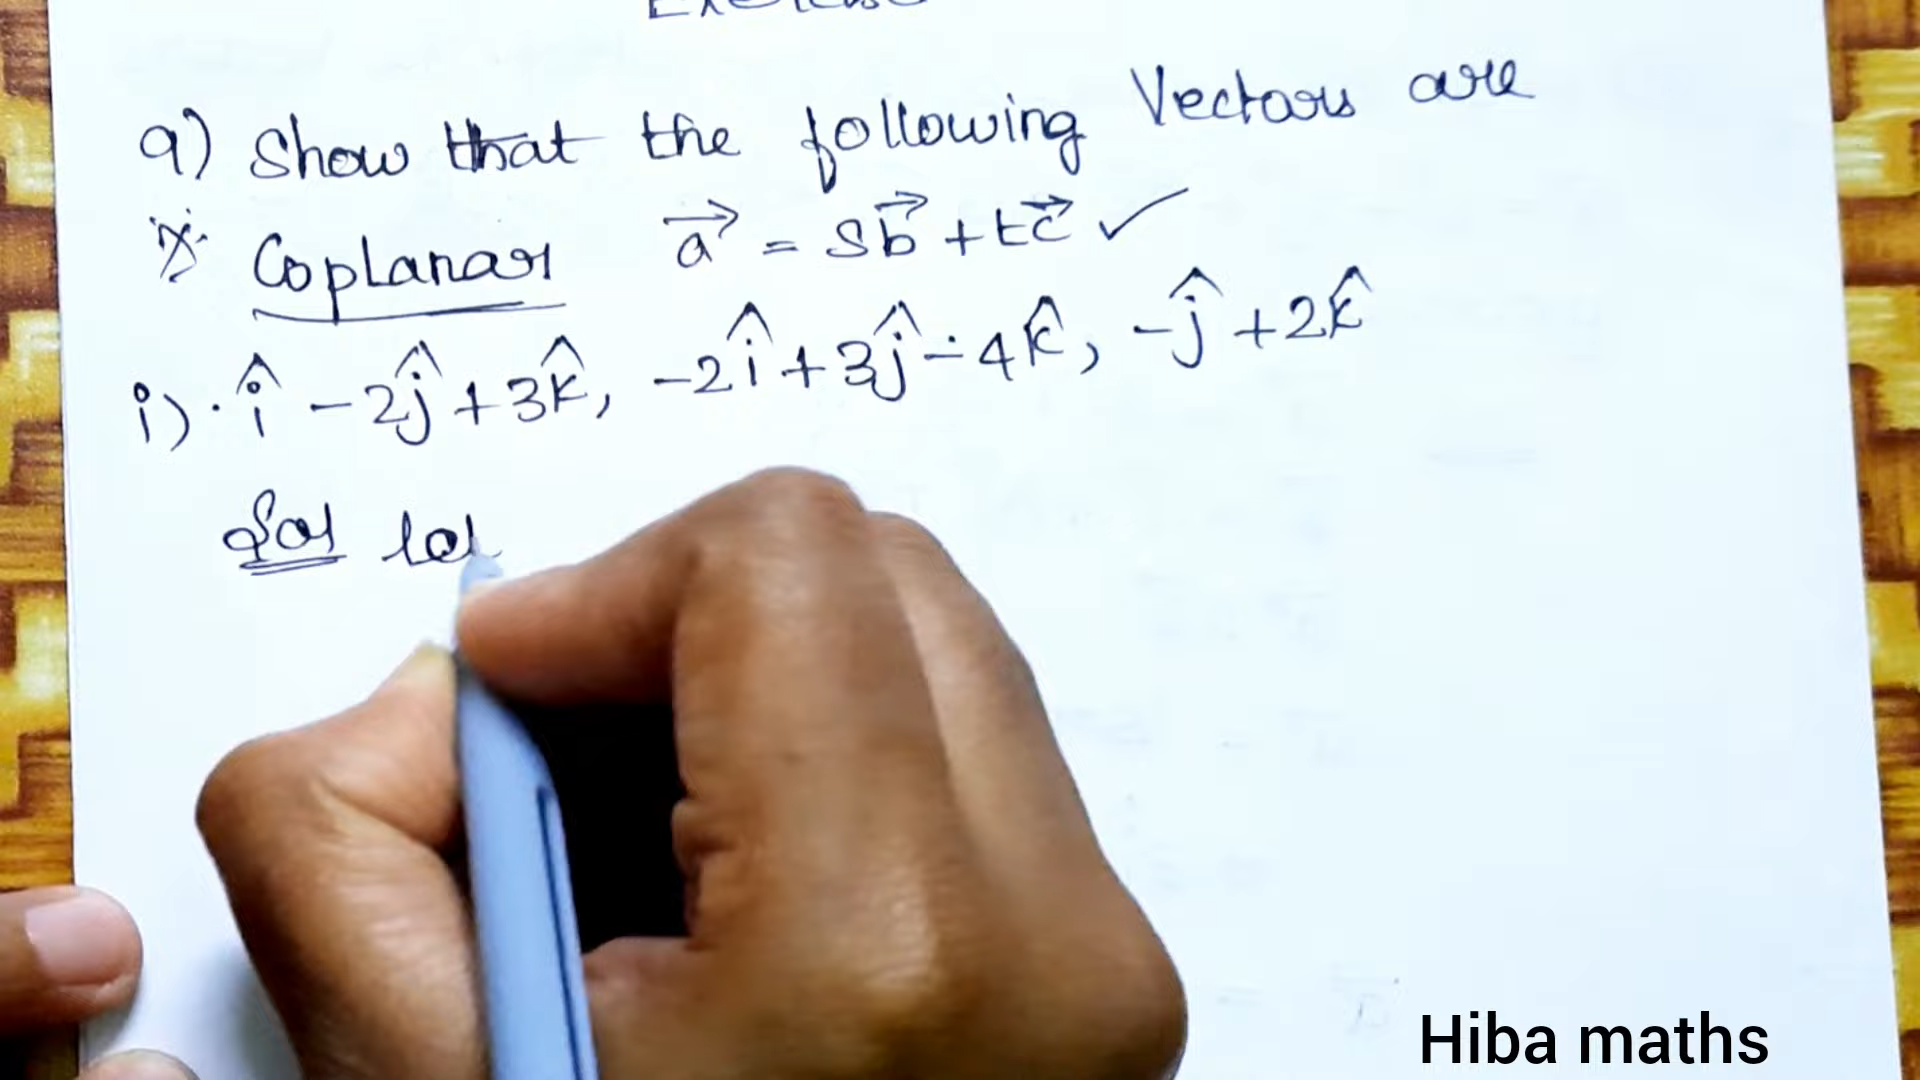 9) Show that the following Vectors are
Coplanar a⃗ = sb⃗ + tc⃗ ✓
i) · î - 2ĵ + 3k̂, -2î + 3ĵ - 4k̂, -ĵ + 2k̂
Sol let
Hiba maths